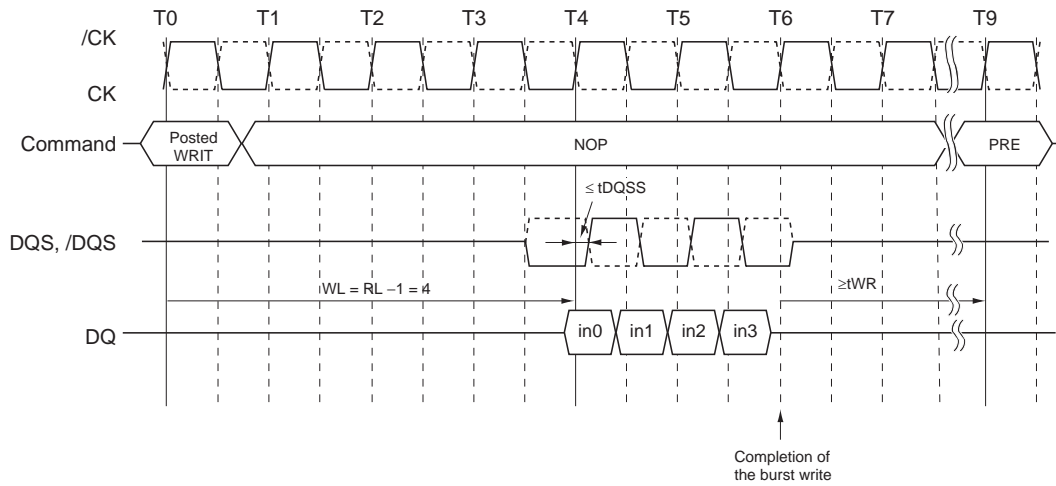 T0 T1 T2 T3 T4 T5 T6 T7 T9
/CK
CK
Command
Posted
WRIT
NOP
PRE
≤ tDQSS
DQS, /DQS
WL = RL −1 = 4
≥tWR
DQ
in0 in1 in2 in3
Completion of
the burst write